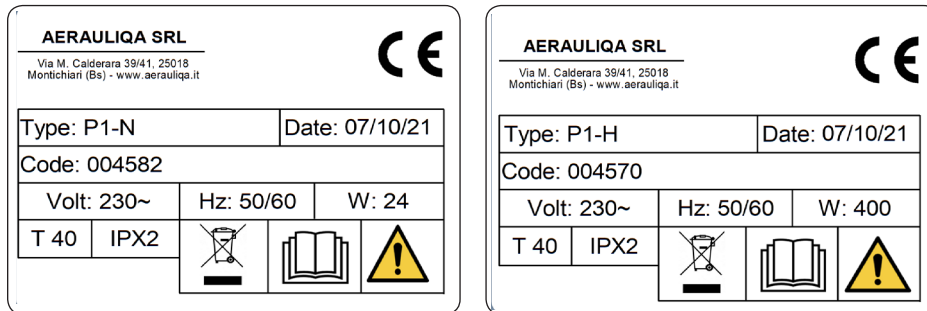 AERAULIQA SRL
Via M. Calderara 39/41, 25018
Montichiari (Bs) - www.aerauliqa.it
CE
Type: P1-N Date: 07/10/21
Code: 004582
Volt: 230~ Hz: 50/60 W: 24
T 40 IPX2
AERAULIQA SRL
Via M. Calderara 39/41, 25018
Montichiari (Bs) - www.aerauliqa.it
CE
Type: P1-H Date: 07/10/21
Code: 004570
Volt: 230~ Hz: 50/60 W: 400
T 40 IPX2